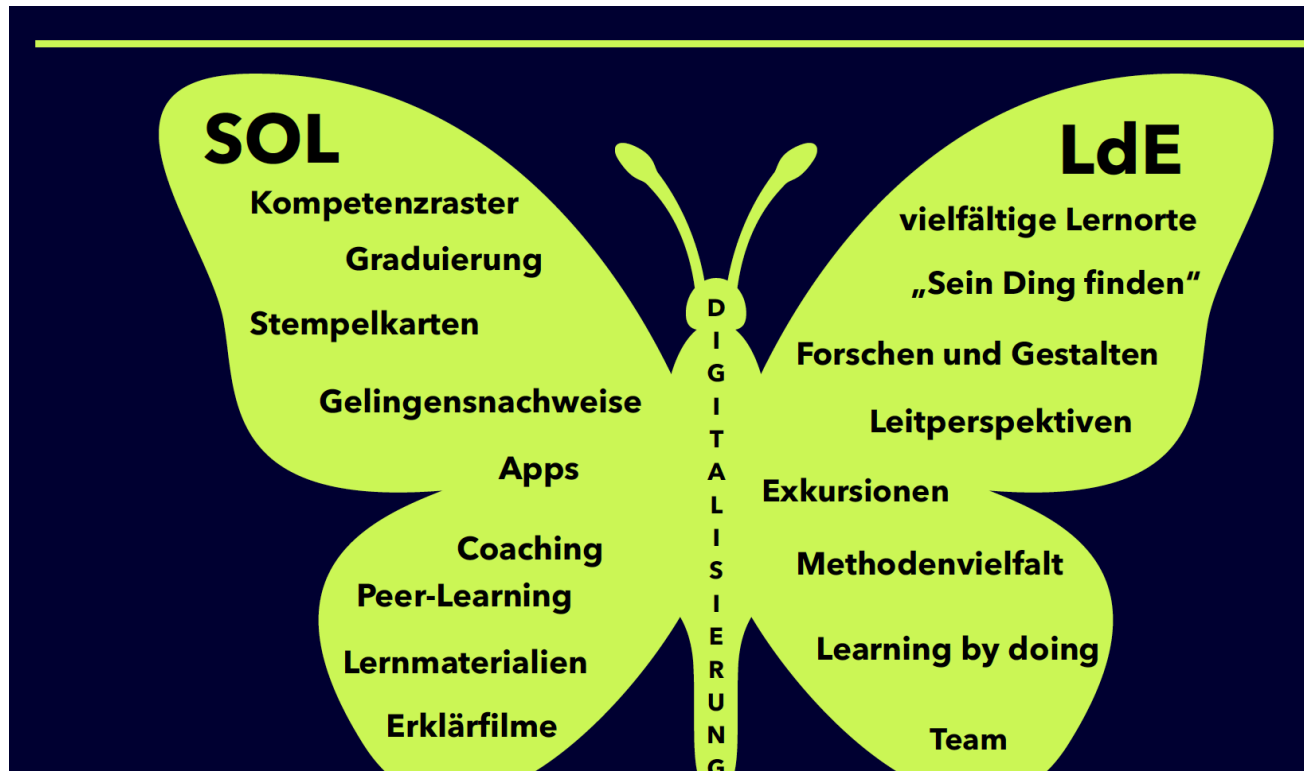 SOL
Kompetenzraster
Graduierung
Stempelkarten
Gelingensnachweise
Apps
Coaching
Peer-Learning
Lernmaterialien
Erklärfilme
DIGITALISIERUNG
LdE
vielfältige Lernorte
„Sein Ding finden“
Forschen und Gestalten
Leitperspektiven
Exkursionen
Methodenvielfalt
Learning by doing
Team